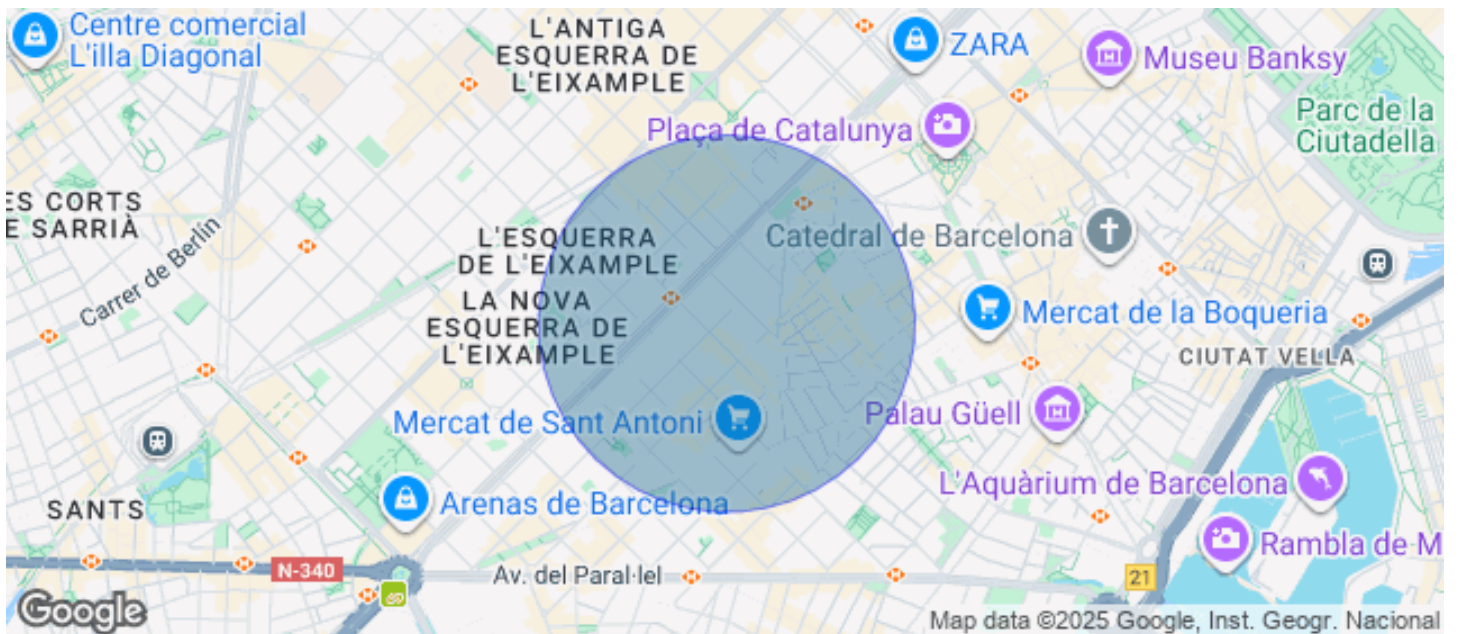 Centre comercial
L'illa Diagonal
L'ANTIGA
ESQUERRA DE
L'EIXAMPLE
ZARA
Museu Banksy
Plaça de Catalunya
Parc de la
Ciutadella
ES CORTS
E SARRIÀ
Carrer de Berlín
L'ESQUERRA
DE L'EIXAMPLE
Catedral de Barcelona
LA NOVA
ESQUERRA DE
L'EIXAMPLE
Mercat de la Boqueria
CIUTAT VELLA
Mercat de Sant Antoni
Palau Güell
L'Aquàrium de Barcelona
SANTS
Arenas de Barcelona
Rambla de M
N-340
Av. del Paral·lel
21
Google
Map data ©2025 Google, Inst. Geogr. Nacional